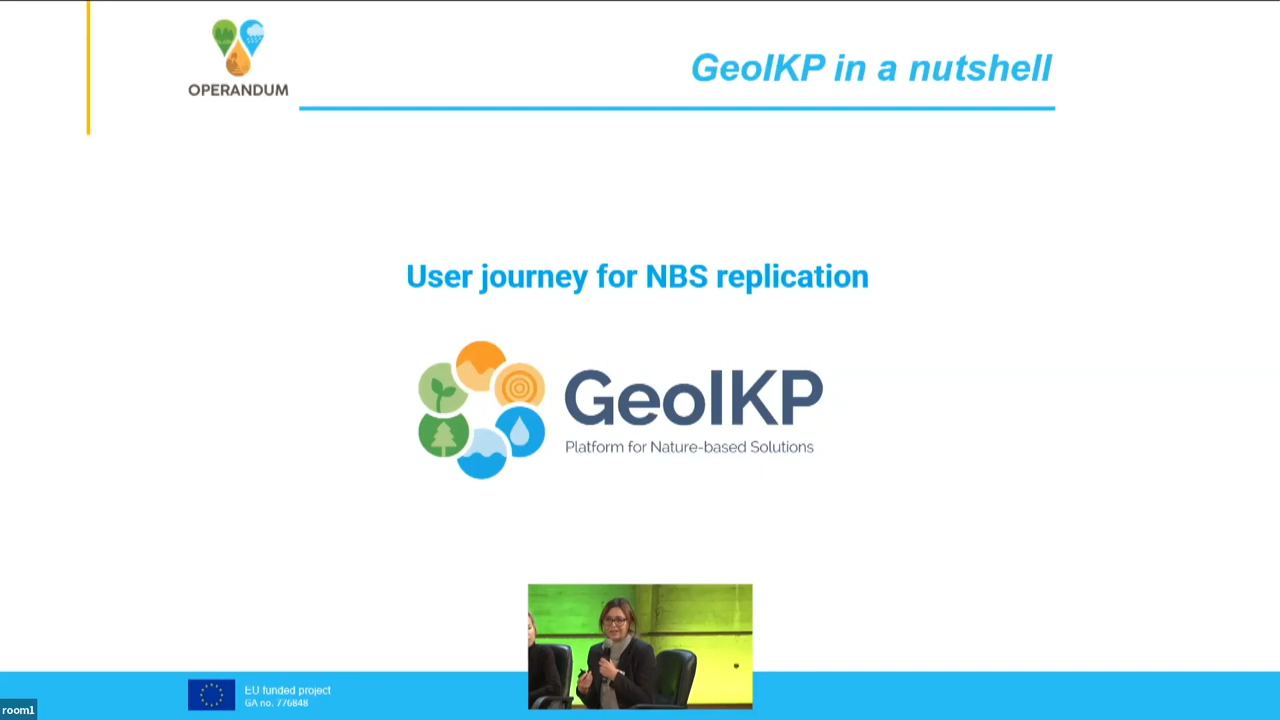 OPERANDUM
GeoIKP in a nutshell
User journey for NBS replication
GeoIKP
Platform for Nature-based Solutions
EU funded project
GA no. 776848
room1